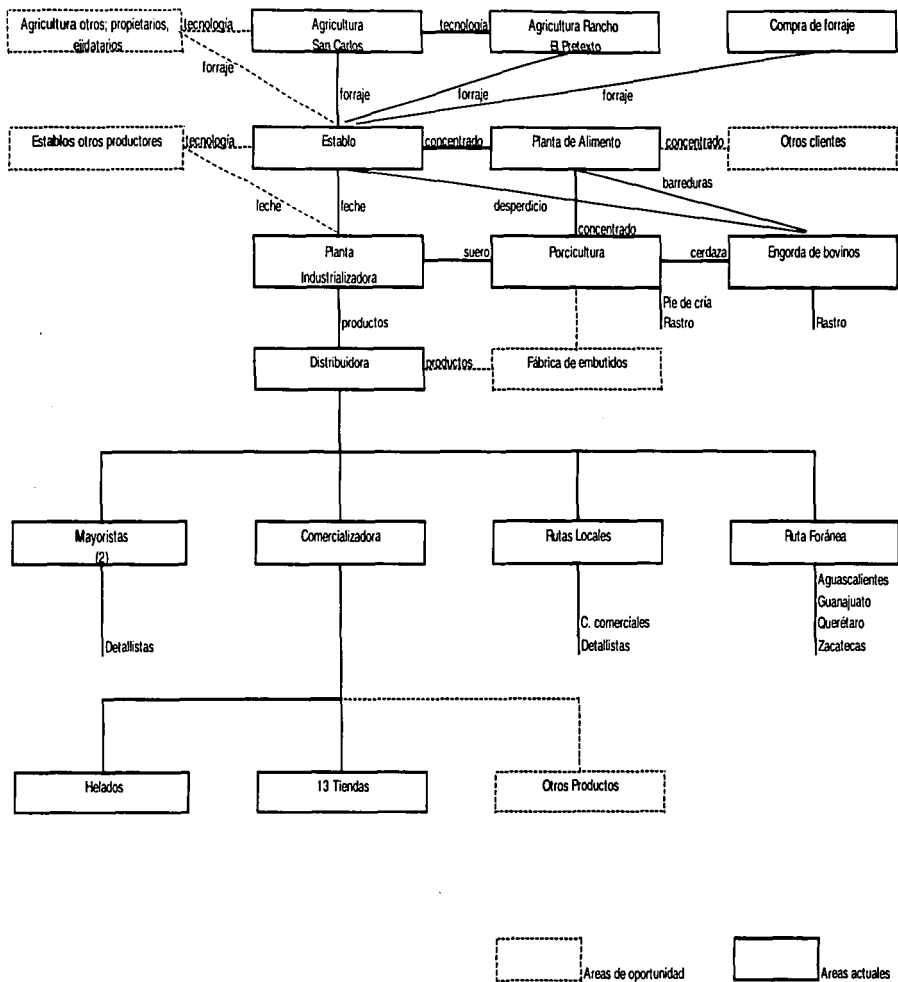 Agricultura otros; propietarios,
ejidatarios
tecnología
Agricultura
San Carlos
tecnología
Agricultura Rancho
El Pretexto
Compra de forraje
forraje
forraje
forraje
forraje
Establos otros productores
tecnología
Establo
concentrado
Planta de Alimento
concentrado
Otros clientes
leche
leche
desperdicio
barreduras
concentrado
Planta
Industrializadora
suero
Porcicultura
cerdaza
Engorda de bovinos
productos
Pie de cria
Rastro
Rastro
Distribuidora
productos
Fábrica de embutidos
Mayoristas
(2)
Comercializadora
Rutas Locales
Ruta Foránea
Detallistas
C. comerciales
Detallistas
Aguascalientes
Guanajuato
Querétaro
Zacatecas
Helados
13 Tiendas
Otros Productos
Areas de oportunidad
Areas actuales